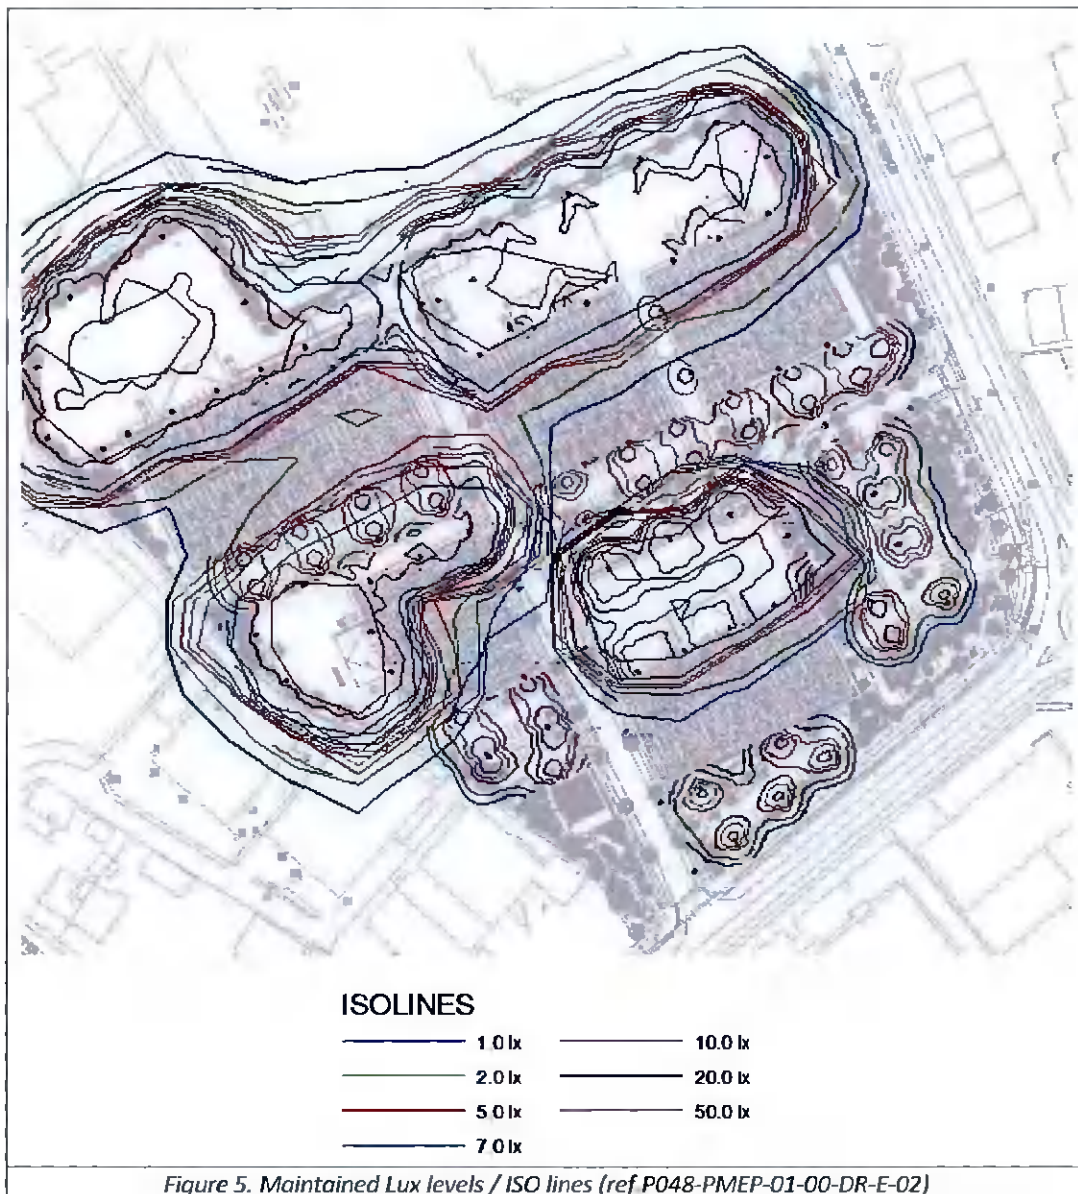 ISOLINES
1.0 lx
10.0 lx
2.0 lx
20.0 lx
5.0 lx
50.0 lx
7.0 lx
Figure 5. Maintained Lux levels / ISO lines (ref P048-PMEP-01-00-DR-E-02)